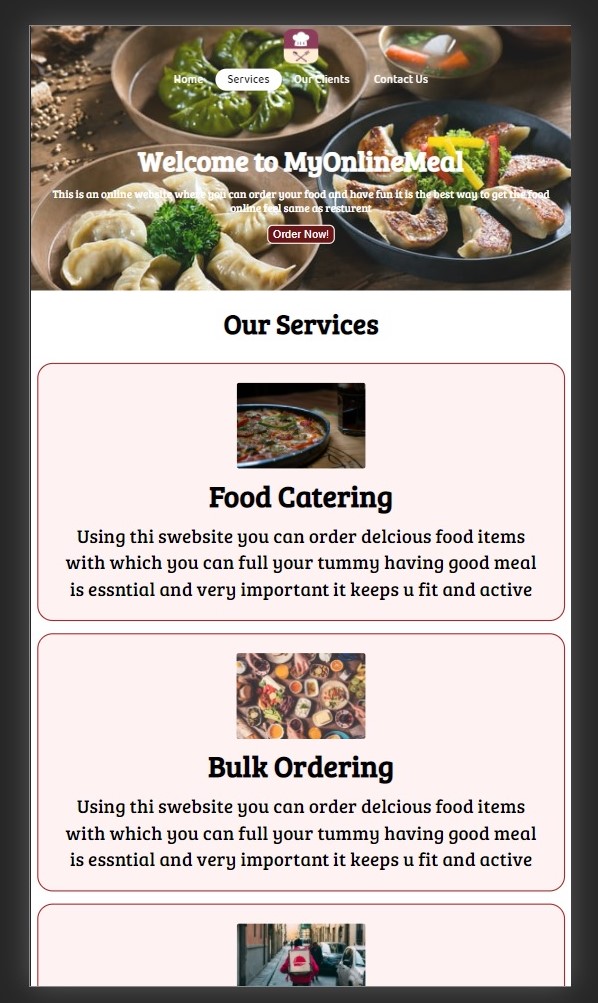 Home Services Our Clients Contact Us
Welcome to MyOnlineMeal
This is an online website where you can order your food and have fun it is the best way to get the food
online feel same as resturent
Order Now!
Our Services
Food Catering
Using thi swebsite you can order delcious food items
with which you can full your tummy having good meal
is essntial and very important it keeps u fit and active
Bulk Ordering
Using thi swebsite you can order delcious food items
with which you can full your tummy having good meal
is essntial and very important it keeps u fit and active